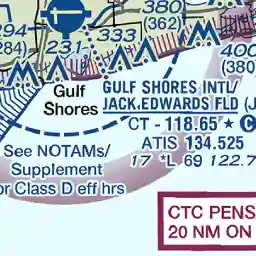 380
(362)
294
(284)
231
333
400
(380)
GULF SHORES INTL/
JACK EDWARDS FLD (J
CT - 118.65 ★ C
ATIS 134.525
17 *L 69 122.7
Gulf
Shores
See NOTAMs/
Supplement
or Class D eff hrs
CTC PENS
20 NM ON